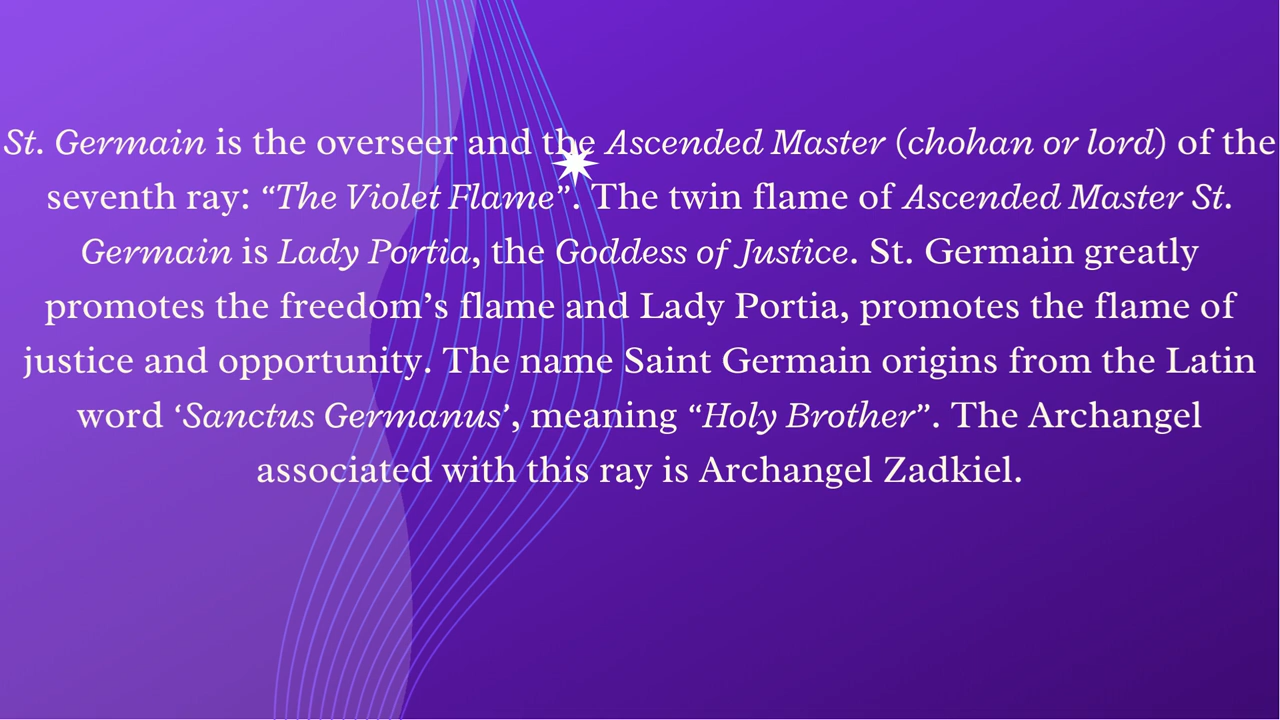 St. Germain is the overseer and the Ascended Master (chohan or lord) of the
seventh ray: “The Violet Flame”. The twin flame of Ascended Master St.
Germain is Lady Portia, the Goddess of Justice. St. Germain greatly
promotes the freedom’s flame and Lady Portia, promotes the flame of
justice and opportunity. The name Saint Germain origins from the Latin
word ‘Sanctus Germanus’, meaning “Holy Brother”. The Archangel
associated with this ray is Archangel Zadkiel.